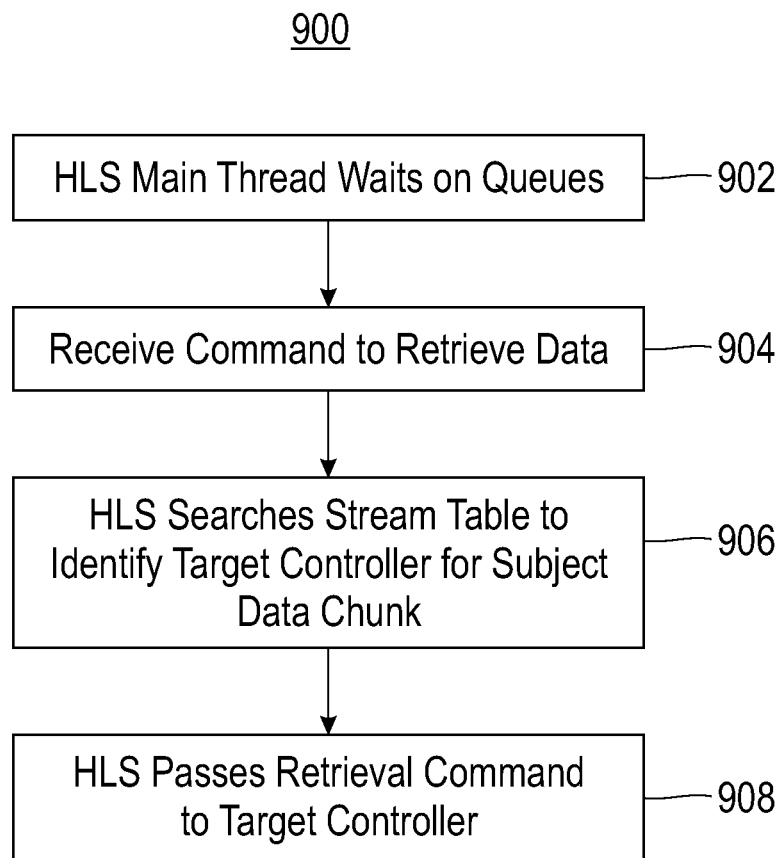 900
HLS Main Thread Waits on Queues
902
Receive Command to Retrieve Data
904
HLS Searches Stream Table to
Identify Target Controller for Subject
Data Chunk
906
HLS Passes Retrieval Command
to Target Controller
908